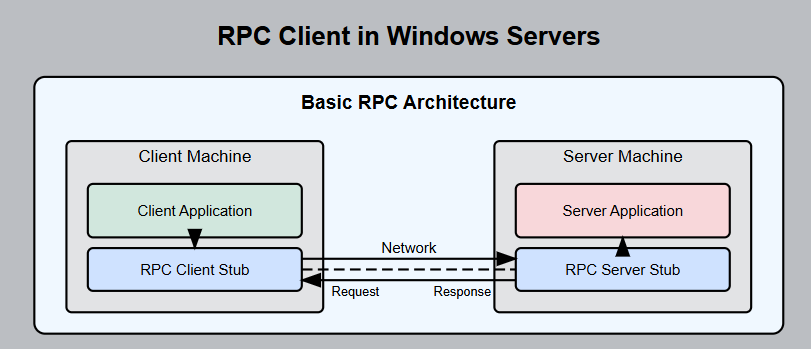 RPC Client in Windows Servers
Basic RPC Architecture
Client Machine
Server Machine
Client Application
Server Application
Network
RPC Client Stub
RPC Server Stub
Request
Response